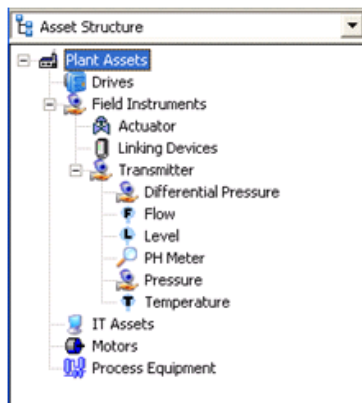 Asset Structure
Plant Assets
Drives
Field Instruments
Actuator
Linking Devices
Transmitter
Differential Pressure
F Flow
L Level
PH Meter
Pressure
T Temperature
IT Assets
Motors
Process Equipment